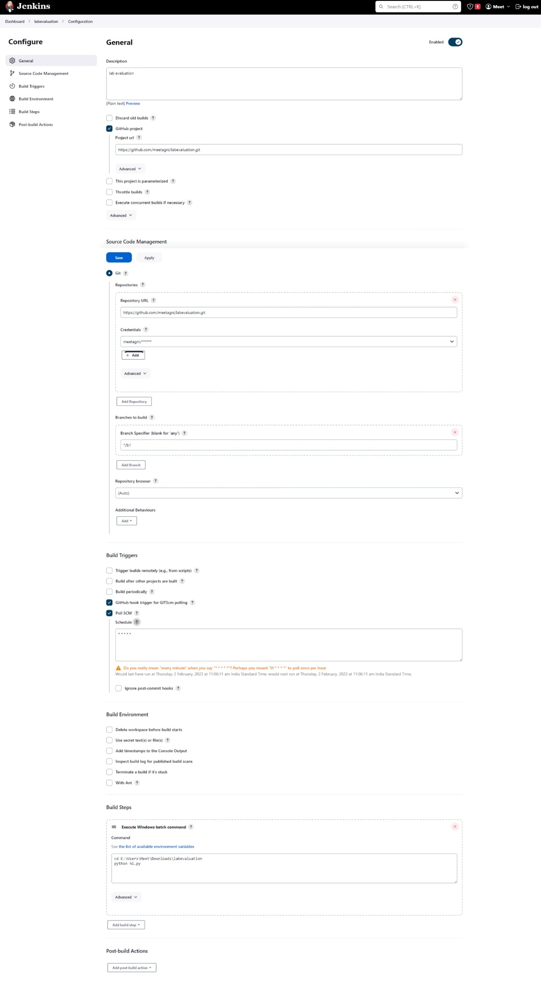 Jenkins
Search (CTRL+K)
?
1
Meet
log out
Dashboard > labevaluation > Configuration
Configure
General
Source Code Management
Build Triggers
Build Environment
Build Steps
Post-build Actions
General
Enabled
Description
lab evaluation
[Plain text] Preview
Discard old builds ?
GitHub project
Project url ?
https://github.com/meetagni/labevaluation.git
Advanced
This project is parameterized ?
Throttle builds ?
Execute concurrent builds if necessary ?
Advanced
Source Code Management
Save
Apply
Git ?
Repositories ?
Repository URL ?
https://github.com/meetagni/labevaluation.git
Credentials ?
meetagni/******
+ Add
Advanced
Add Repository
Branches to build ?
Branch Specifier (blank for 'any') ?
*/b1
Add Branch
Repository browser ?
(Auto)
Additional Behaviours
Add
Build Triggers
Trigger builds remotely (e.g., from scripts) ?
Build after other projects are built ?
Build periodically ?
GitHub hook trigger for GITScm polling ?
Poll SCM ?
Schedule ?
* * * * *
Do you really mean "every minute" when you say "* * * * *"? Perhaps you meant "H * * * *" to poll once per hour
Would last have run at Thursday, 2 February, 2023 at 11:06:11 am India Standard Time; would next run at Thursday, 2 February, 2023 at 11:06:11 am India Standard Time.
Ignore post-commit hooks ?
Build Environment
Delete workspace before build starts
Use secret text(s) or file(s) ?
Add timestamps to the Console Output
Inspect build log for published build scans
Terminate a build if it's stuck
With Ant ?
Build Steps
Execute Windows batch command ?
Command
See the list of available environment variables
cd C:\Users\Meet\Downloads\labevaluation
python hi.py
Advanced
Add build step
Post-build Actions
Add post-build action